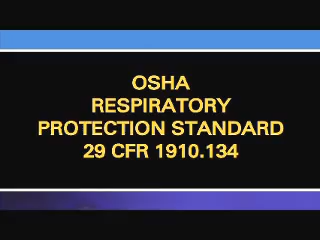 OSHA
RESPIRATORY
PROTECTION STANDARD
29 CFR 1910.134